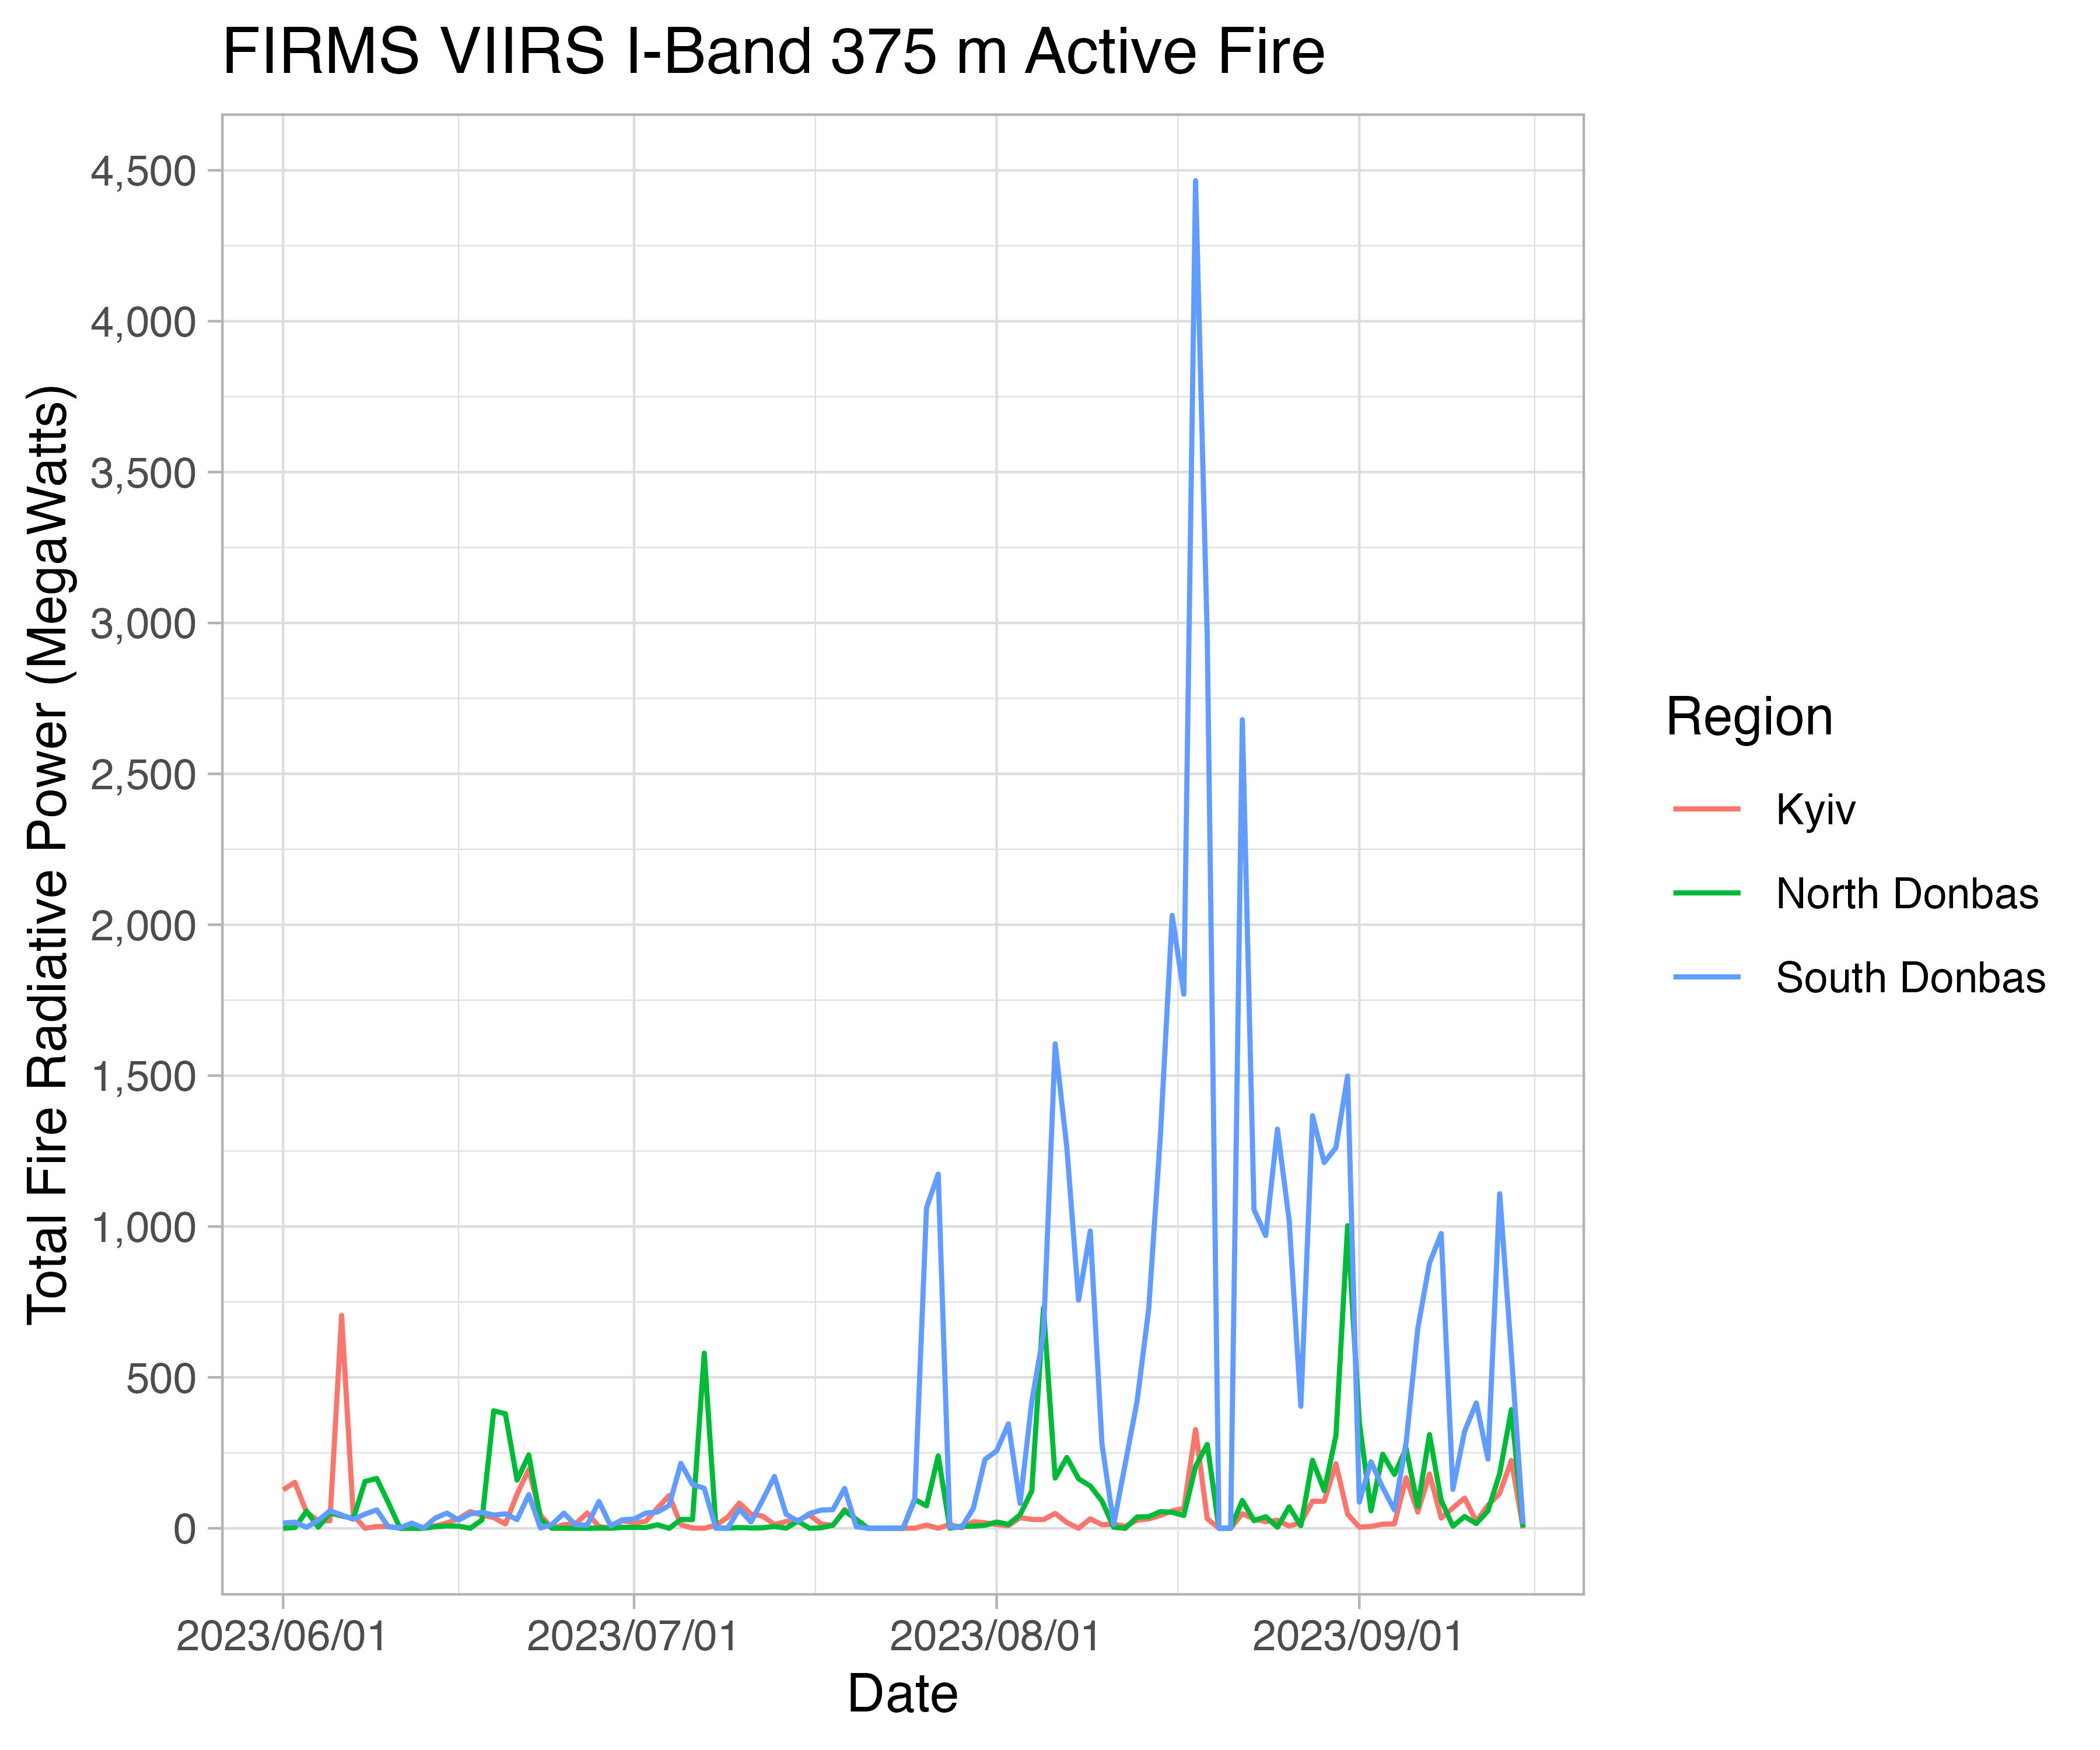 FIRMS VIIRS I-Band 375 m Active Fire
Total Fire Radiative Power (MegaWatts)
4,500
4,000
3,500
3,000
2,500
2,000
1,500
1,000
500
0
2023/06/01
2023/07/01
2023/08/01
2023/09/01
Date
Region
Kyiv
North Donbas
South Donbas